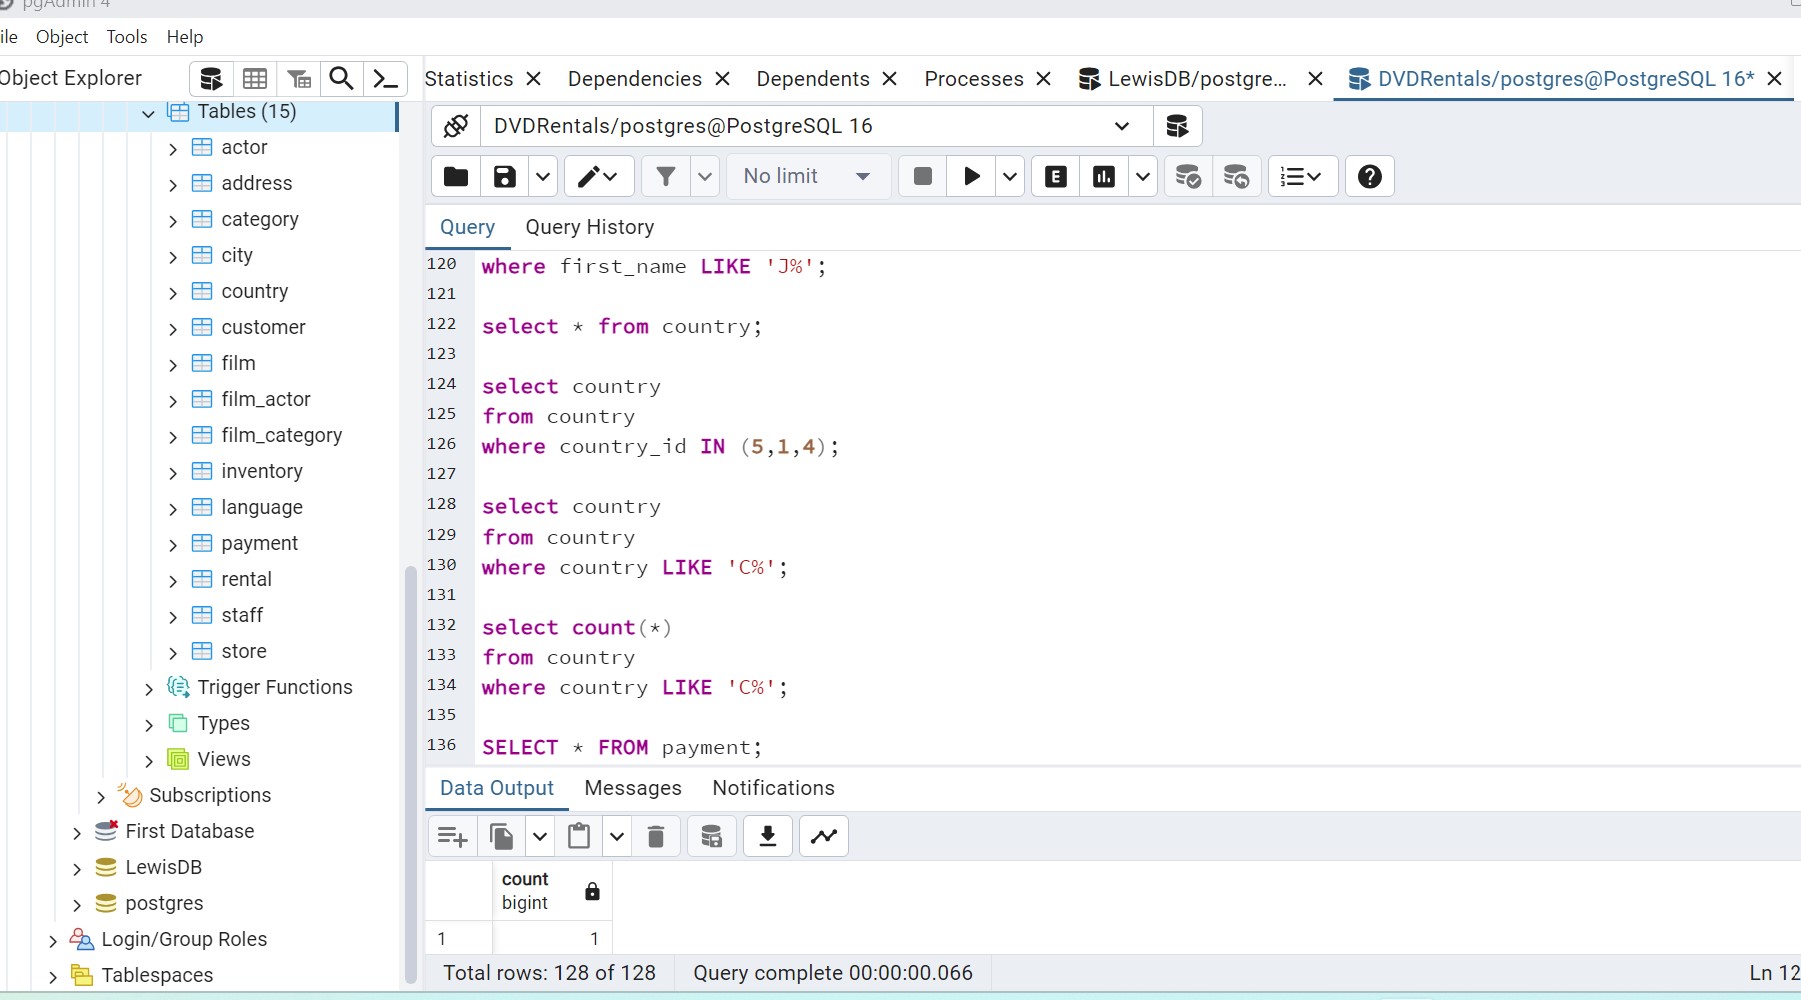 pgAdmin 4
ile Object Tools Help
Object Explorer
Statistics Dependencies Dependents Processes LewisDB/postgre... DVDRentals/postgres@PostgreSQL 16*
Tables (15)
actor
address
category
city
country
customer
film
film_actor
film_category
inventory
language
payment
rental
staff
store
Trigger Functions
Types
Views
Subscriptions
First Database
LewisDB
postgres
Login/Group Roles
Tablespaces
DVDRentals/postgres@PostgreSQL 16
No limit E
Query Query History
120 where first_name LIKE 'J%';
121
122 select * from country;
123
124 select country
125 from country
126 where country_id IN (5,1,4);
127
128 select country
129 from country
130 where country LIKE 'C%';
131
132 select count(*)
133 from country
134 where country LIKE 'C%';
135
136 SELECT * FROM payment;
Data Output Messages Notifications
count
bigint
1 1
Total rows: 128 of 128 Query complete 00:00:00.066 Ln 12